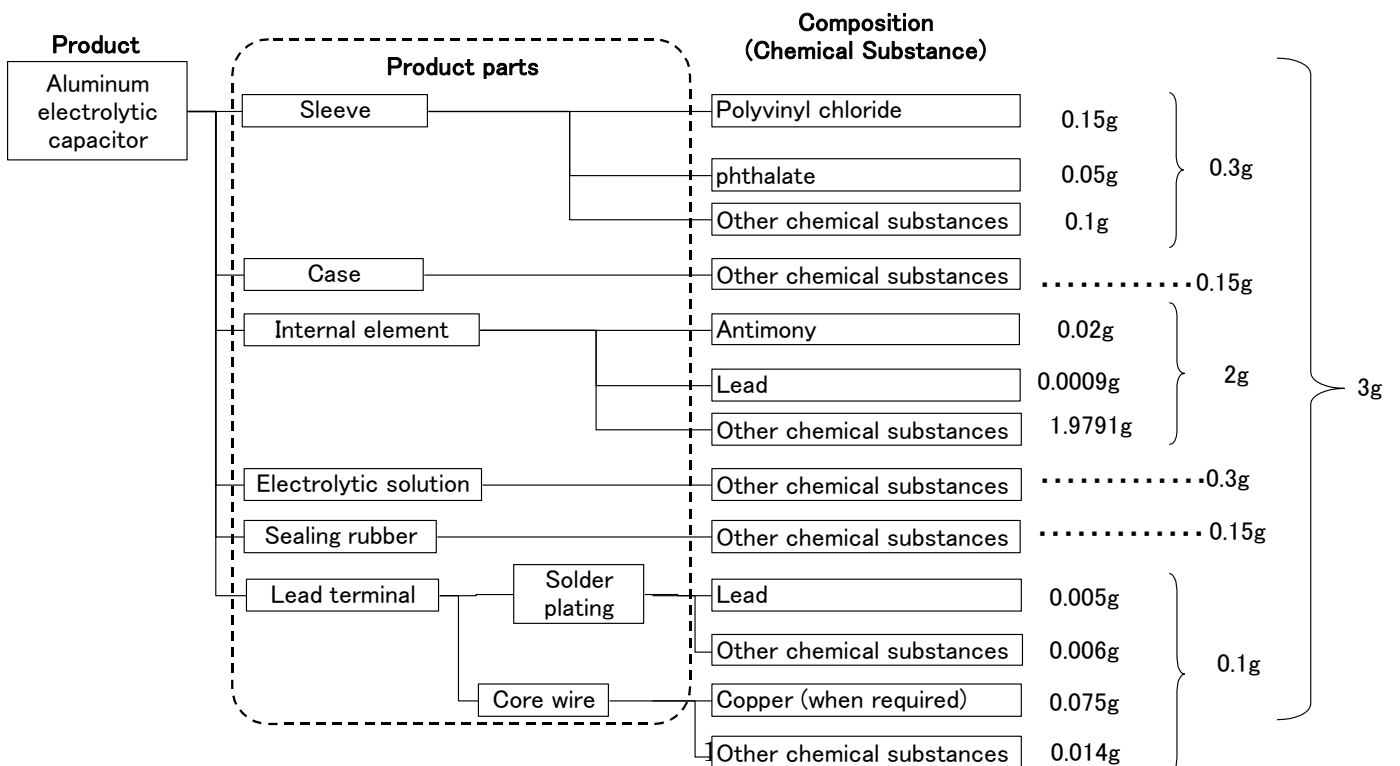 Composition
(Chemical Substance)
Product
Product parts
Aluminum
electrolytic
capacitor
Sleeve
Polyvinyl chloride
0.15g
phthalate
0.05g
0.3g
Other chemical substances
0.1g
Case
Other chemical substances
............0.15g
Internal element
Antimony
0.02g
Lead
0.0009g
2g
3g
Other chemical substances
1.9791g
Electrolytic solution
Other chemical substances
.............0.3g
Sealing rubber
Other chemical substances
.............0.15g
Lead terminal
Solder
plating
Lead
0.005g
Other chemical substances
0.006g
0.1g
Core wire
Copper (when required)
0.075g
1
Other chemical substances
0.014g